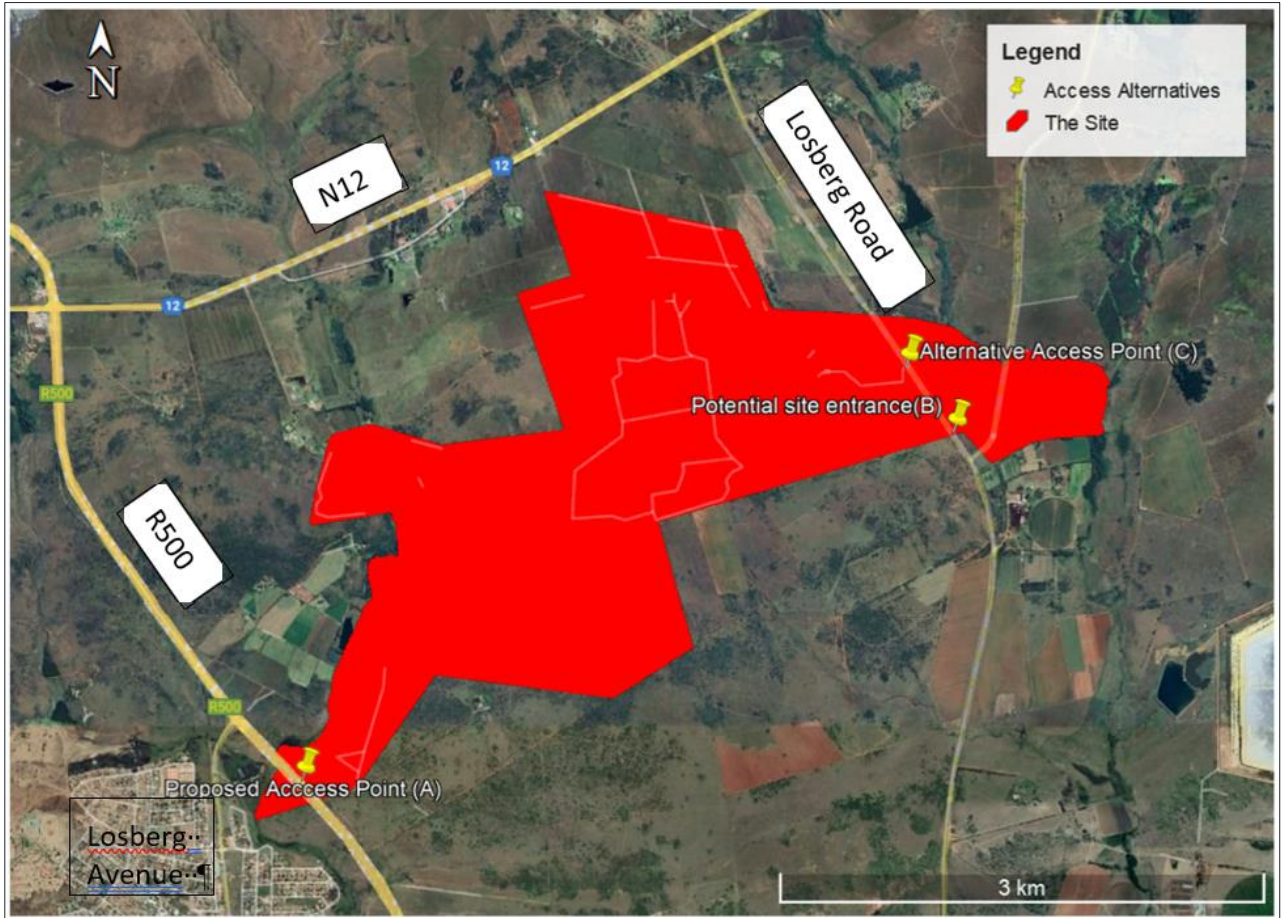 N
Legend
Access Alternatives
The Site
N12
12
Losberg Road
12
R500
R500
Alternative Access Point (C)
Potential site entrance(B)
R500
Proposed Acccess Point (A)
Losberg··
Avenue··¶
3 km